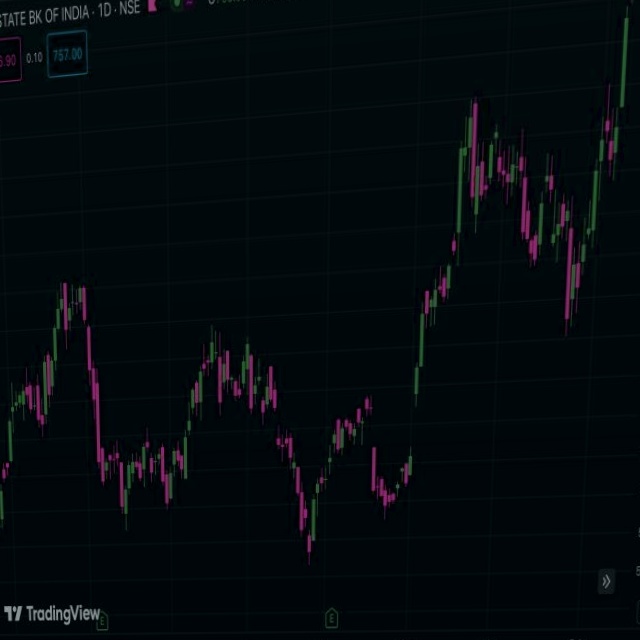 STATE BK OF INDIA · 1D · NSE
0.10
757.00
TradingView
E
E